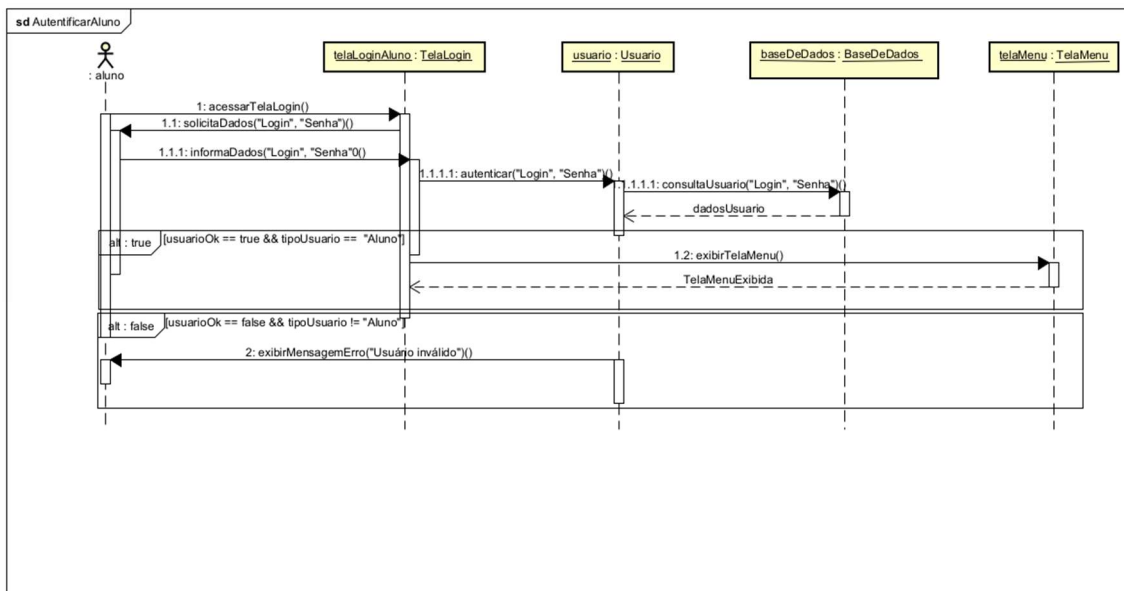 sd AutentificarAluno
: aluno
telaLoginAluno : TelaLogin
usuario : Usuario
baseDeDados : BaseDeDados
telaMenu : TelaMenu
1: acessarTelaLogin()
1.1: solicitaDados("Login", "Senha")()
1.1.1: informaDados("Login", "Senha"0()
1.1.1.1: autenticar("Login", "Senha")()
1.1.1.1.1: consultaUsuario("Login", "Senha")()
dadosUsuario
alt : true
[usuarioOk == true && tipoUsuario == "Aluno"]
1.2: exibirTelaMenu()
TelaMenuExibida
alt : false
[usuarioOk == false && tipoUsuario != "Aluno"]
2: exibirMensagemErro("Usuário inválido")()